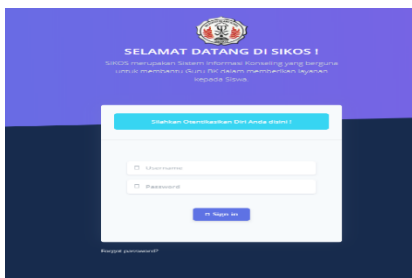 SELAMAT DATANG DI SIKOS !
SIKOS merupakan Sistem Informasi Konseling yang berguna
untuk membantu Guru BK dalam memberikan layanan
kepada Siswa.
Silahkan Otentikasikan Diri Anda disini !
Username
Password
Sign in
Forgot password?